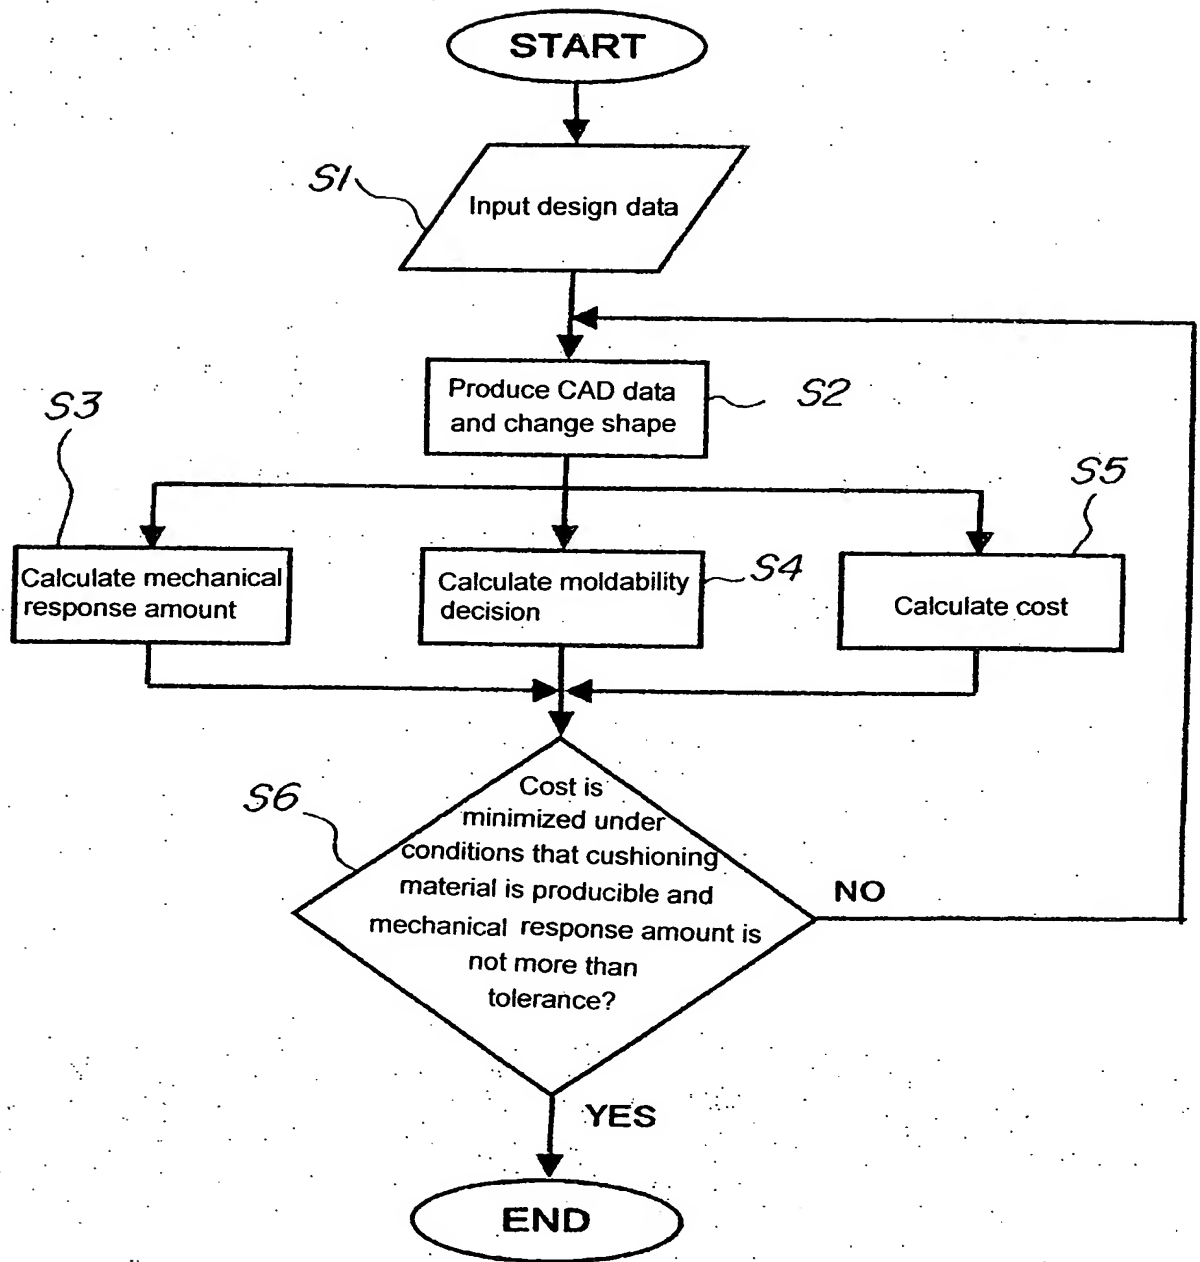 START
S1
Input design data
Produce CAD data
and change shape
S2
S3
Calculate mechanical
response amount
Calculate moldability
decision
S4
S5
Calculate cost
S6
Cost is
minimized under
conditions that cushioning
material is producible and
mechanical response amount is
not more than
tolerance?
NO
YES
END